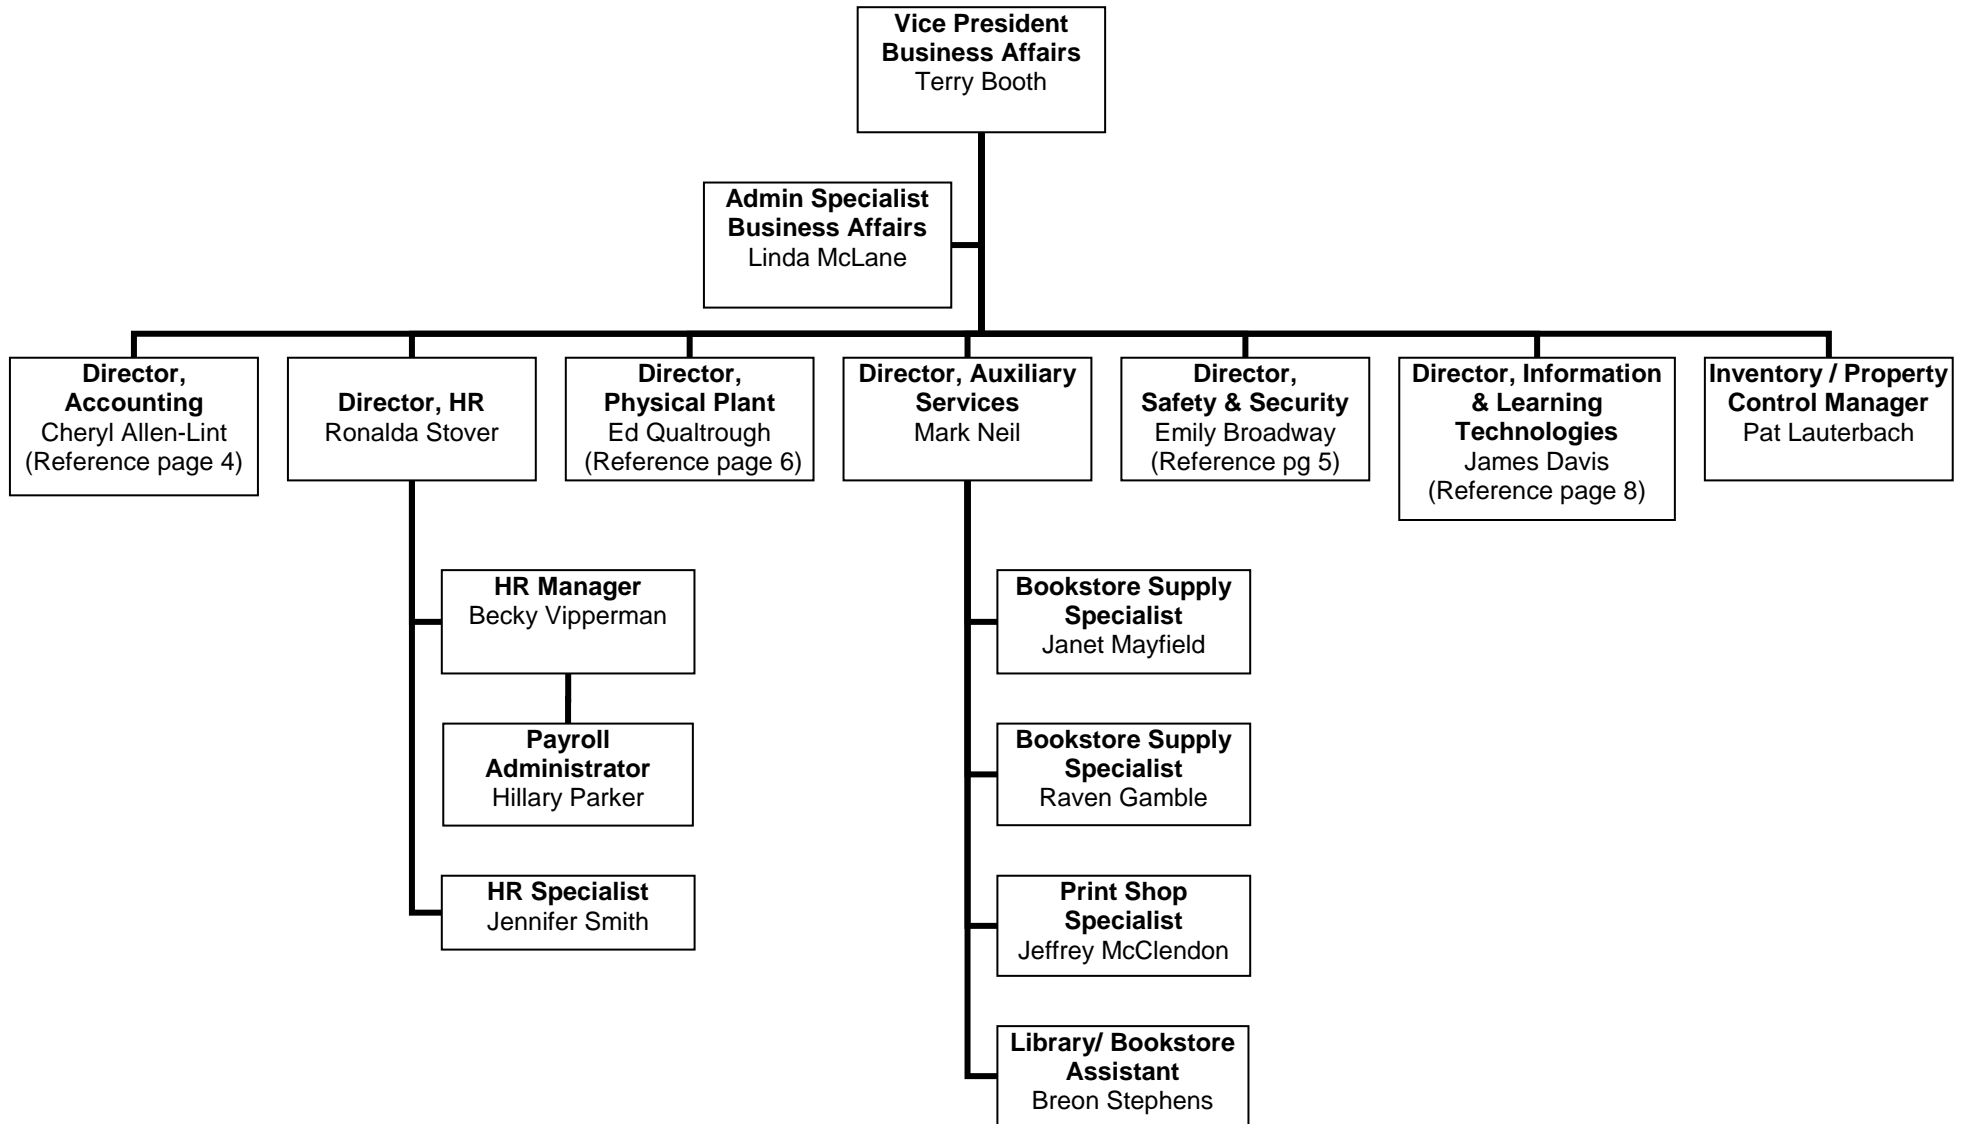 Vice President
Business Affairs
Terry Booth
Admin Specialist
Business Affairs
Linda McLane
Director,
Accounting
Cheryl Allen-Lint
(Reference page 4)
Director, HR
Ronalda Stover
Director,
Physical Plant
Ed Qualtrough
(Reference page 6)
Director, Auxiliary
Services
Mark Neil
Director,
Safety & Security
Emily Broadway
(Reference pg 5)
Director, Information
& Learning
Technologies
James Davis
(Reference page 8)
Inventory / Property
Control Manager
Pat Lauterbach
HR Manager
Becky Vipperman
Payroll
Administrator
Hillary Parker
HR Specialist
Jennifer Smith
Bookstore Supply
Specialist
Janet Mayfield
Bookstore Supply
Specialist
Raven Gamble
Print Shop
Specialist
Jeffrey McClendon
Library/ Bookstore
Assistant
Breon Stephens